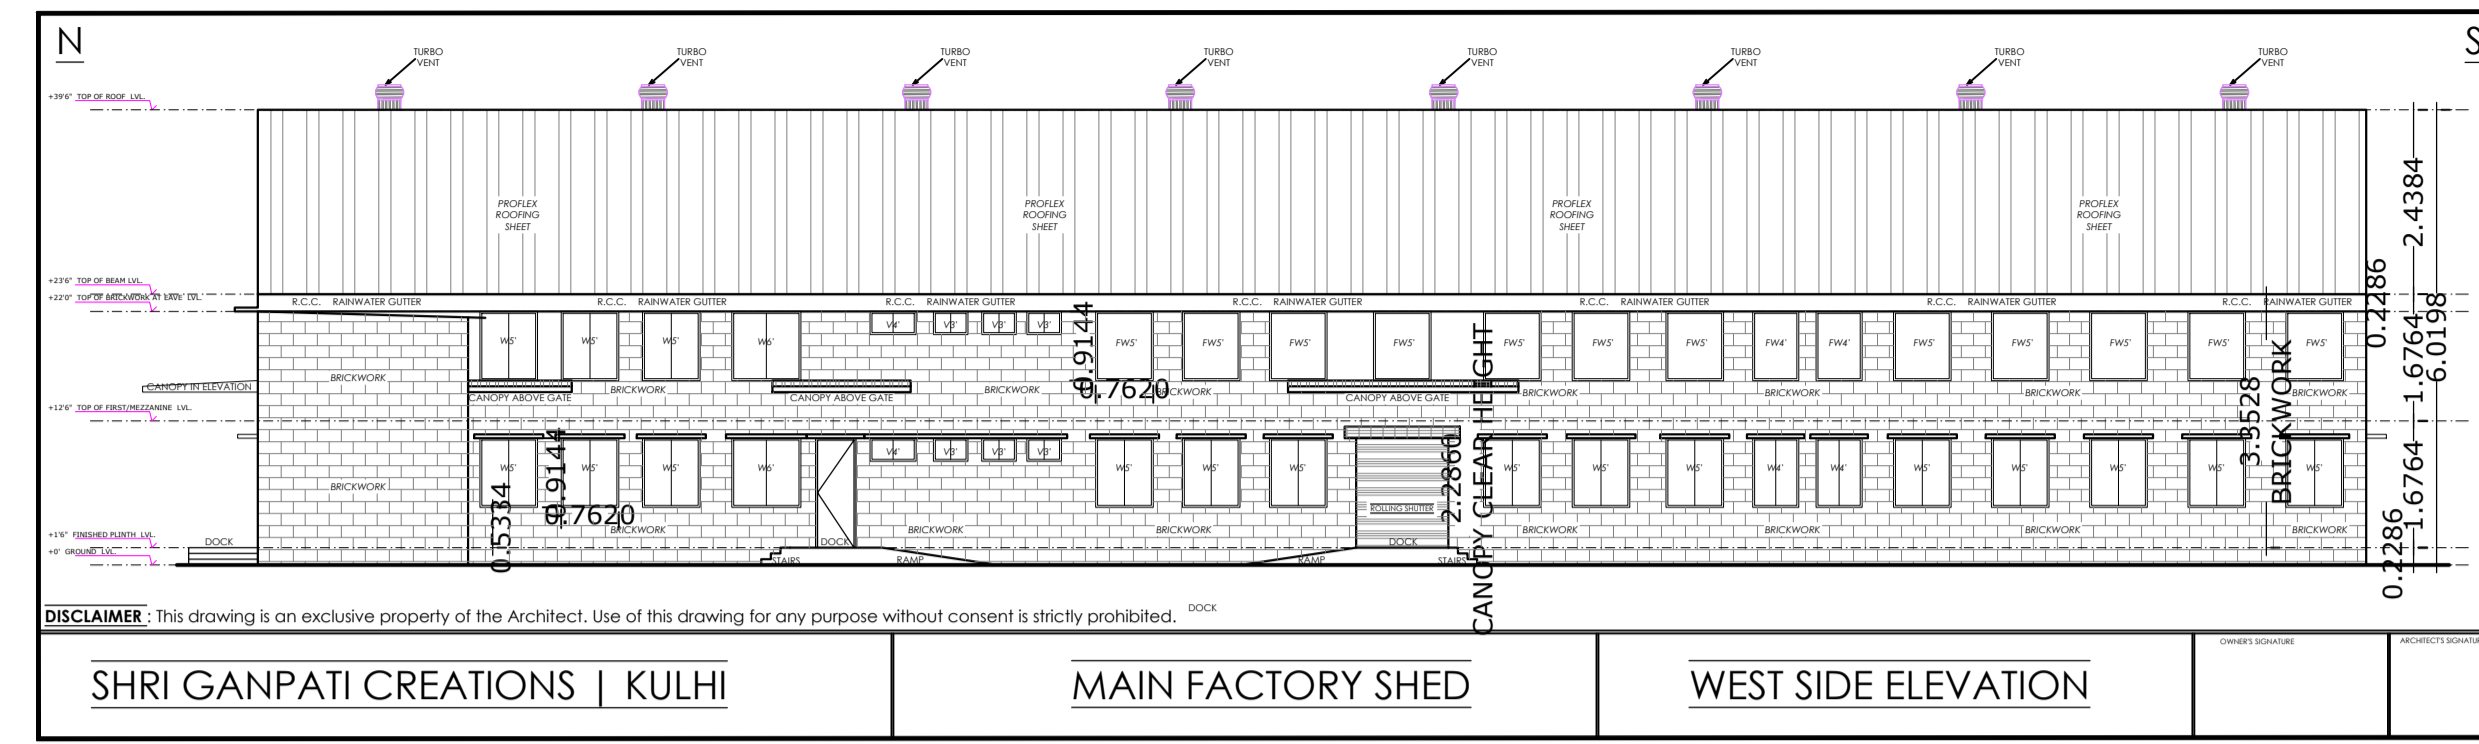 N
S
TURBO
VENT
TURBO
VENT
TURBO
VENT
TURBO
VENT
TURBO
VENT
TURBO
VENT
TURBO
VENT
TURBO
VENT
+39'6" TOP OF ROOF LVL.
PROFLEX
ROOFING
SHEET
PROFLEX
ROOFING
SHEET
PROFLEX
ROOFING
SHEET
PROFLEX
ROOFING
SHEET
2.4384
+23'6" TOP OF BEAM LVL.
+22'0" TOP OF BRICKWORK AT EAVE LVL.
R.C.C. RAINWATER GUTTER
R.C.C. RAINWATER GUTTER
R.C.C. RAINWATER GUTTER
R.C.C. RAINWATER GUTTER
R.C.C. RAINWATER GUTTER
R.C.C. RAINWATER GUTTER
R.C.C. RAINWATER GUTTER
0.2286
V4' V3' V3' V3'
W5' W5' W5' W6' FW5' FW5' FW5' FW5' FW5' FW5' FW5' FW4' FW4' FW5' FW5' FW5' FW5' FW5'
0.9144
0.7620
1.6764
6.0198
BRICKWORK
CANOPY IN ELEVATION
BRICKWORK BRICKWORK BRICKWORK BRICKWORK BRICKWORK BRICKWORK BRICKWORK
CANOPY ABOVE GATE CANOPY ABOVE GATE CANOPY ABOVE GATE
+12'6" TOP OF FIRST/MEZZANINE LVL.
3.3528
BRICKWORK
CANOPY CLEAR HEIGHT
2.2860
V4' V3' V3' V3'
W5' W5' W5' W6' W5' W5' W5' W5' W5' W5' W4' W4' W5' W5' W5' W5' W5'
0.9144
0.7620
0.5334
1.6764
BRICKWORK
ROLLING SHUTTER
BRICKWORK BRICKWORK BRICKWORK BRICKWORK BRICKWORK BRICKWORK BRICKWORK
+1'6" FINISHED PLINTH LVL.
+0' GROUND LVL.
DOCK
DOCK
DOCK
STAIRS RAMP RAMP STAIRS
0.2286
DISCLAIMER : This drawing is an exclusive property of the Architect. Use of this drawing for any purpose without consent is strictly prohibited.
DOCK
SHRI GANPATI CREATIONS | KULHI
MAIN FACTORY SHED
WEST SIDE ELEVATION
OWNER'S SIGNATURE
ARCHITECT'S SIGNATUR